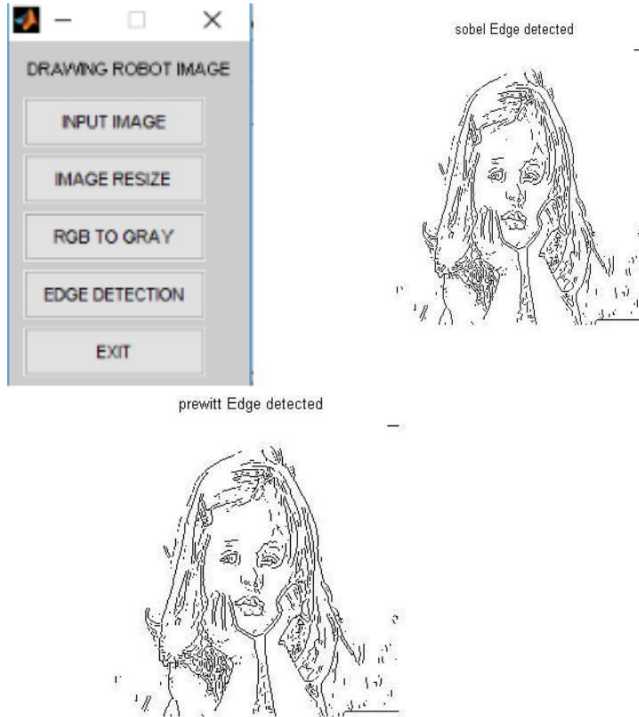 DRAWING ROBOT IMAGE
INPUT IMAGE
IMAGE RESIZE
RGB TO GRAY
EDGE DETECTION
EXIT
sobel Edge detected
prewitt Edge detected